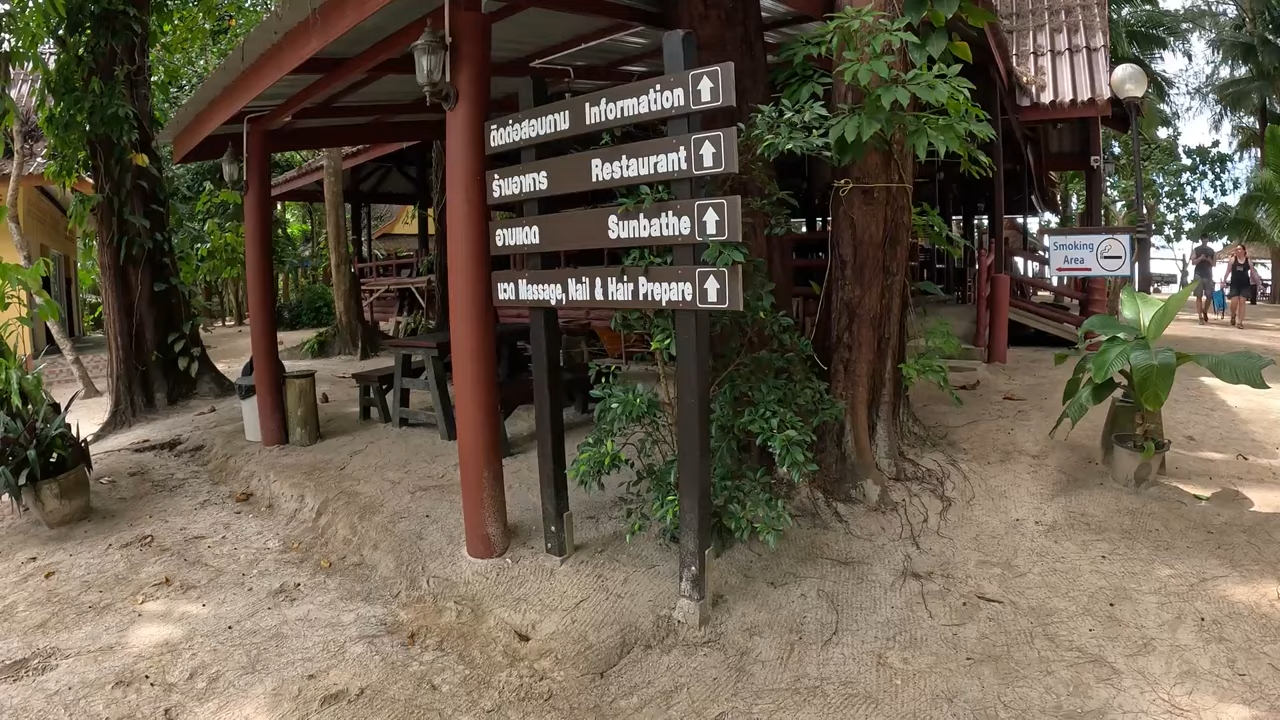 ติดต่อสอบถาม Information
ร้านอาหาร Restaurant
อาบแดด Sunbathe
นวด Massage, Nail & Hair Prepare
Smoking
Area